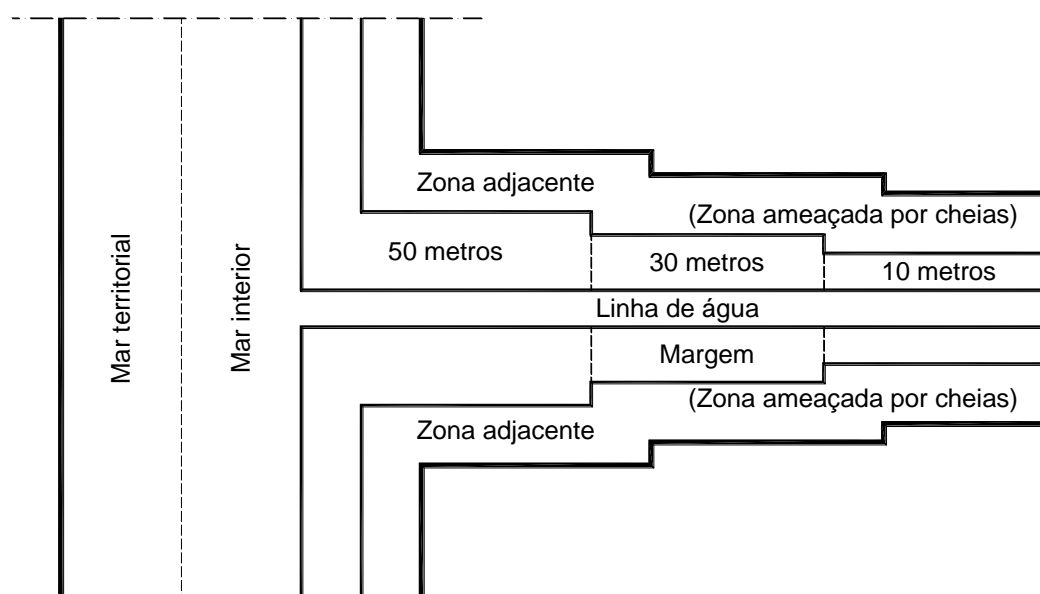 Mar territorial
Mar interior
Zona adjacente
(Zona ameaçada por cheias)
50 metros
30 metros
10 metros
Linha de água
Margem
(Zona ameaçada por cheias)
Zona adjacente